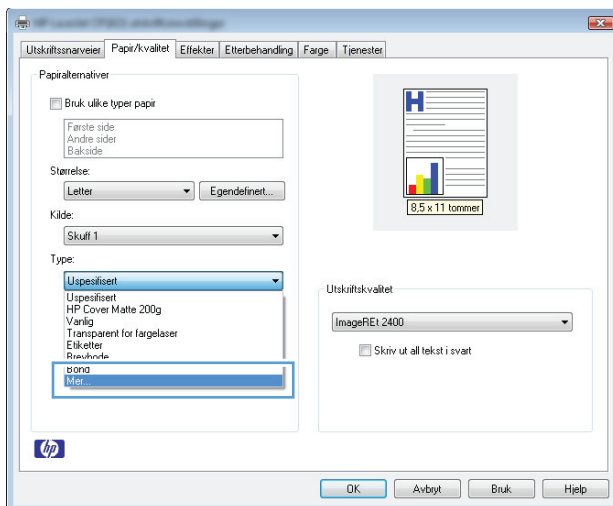 Utskriftssnarveier Papir/kvalitet Effekter Etterbehandling Farge Tjenester
Papiralternativer
Bruk ulike typer papir
Første side
Andre sider
Bakside
Størrelse:
Letter Egendefinert...
Kilde:
Skuff 1
Type:
Uspesifisert
Uspesifisert
HP Cover Matte 200g
Vanlig
Transparent for fargelaser
Etiketter
Brevhode
Bond
Mer...
H
8,5 x 11 tommer
Utskriftskvalitet
ImageREt 2400
Skriv ut all tekst i svart
hp
OK Avbryt Bruk Hjelp